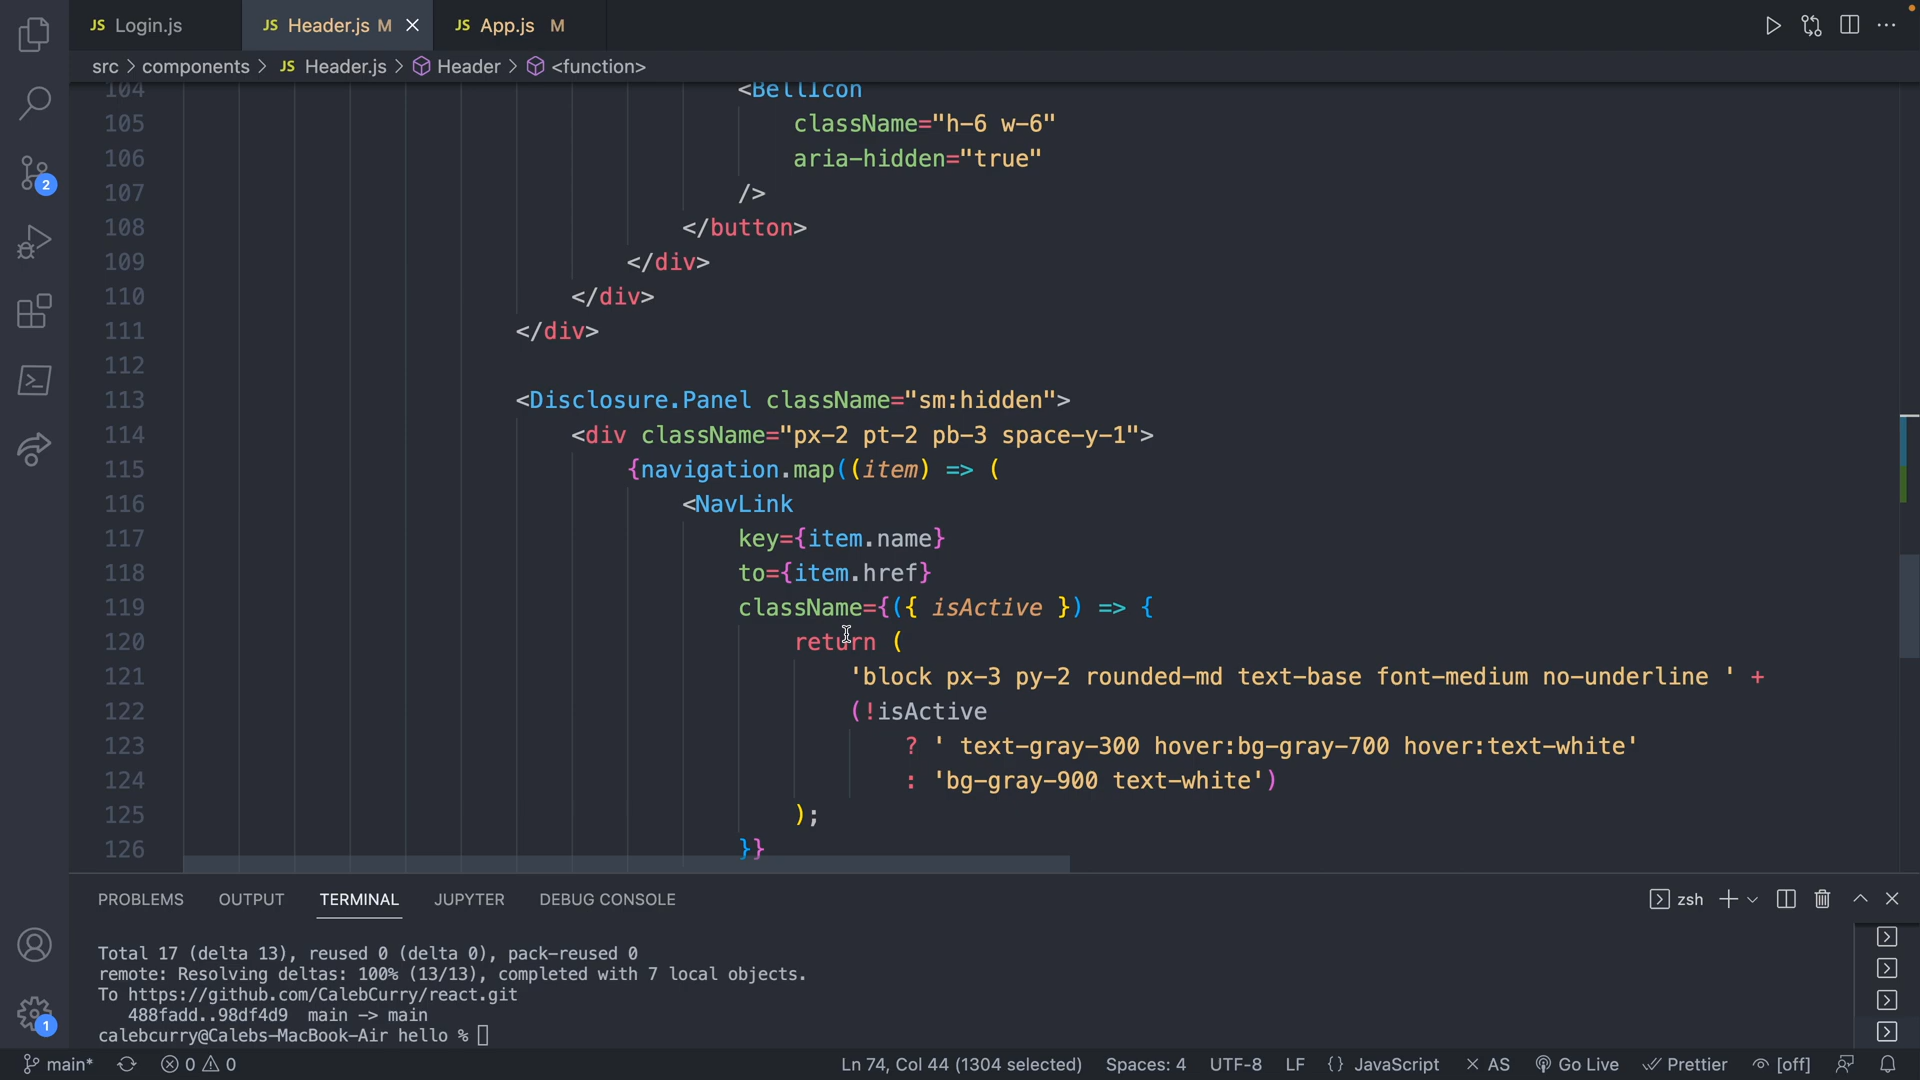 JS Login.js JS Header.js M JS App.js M
src > components > JS Header.js > Header > <function>
104 <BellIcon
105 className="h-6 w-6"
106 aria-hidden="true"
107 />
108 </button>
109 </div>
110 </div>
111 </div>
112
113 <Disclosure.Panel className="sm:hidden">
114 <div className="px-2 pt-2 pb-3 space-y-1">
115 {navigation.map((item) => (
116 <NavLink
117 key={item.name}
118 to={item.href}
119 className={({ isActive }) => {
120 return (
121 'block px-3 py-2 rounded-md text-base font-medium no-underline ' +
122 (!isActive
123 ? ' text-gray-300 hover:bg-gray-700 hover:text-white'
124 : 'bg-gray-900 text-white')
125 );
126 }}
2
1
PROBLEMS OUTPUT TERMINAL JUPYTER DEBUG CONSOLE zsh
Total 17 (delta 13), reused 0 (delta 0), pack-reused 0
remote: Resolving deltas: 100% (13/13), completed with 7 local objects.
To https://github.com/CalebCurry/react.git
488fadd..98df4d9 main -> main
calebcurry@Calebs-MacBook-Air hello %
main* 0 0 Ln 74, Col 44 (1304 selected) Spaces: 4 UTF-8 LF {} JavaScript × AS Go Live Prettier [off]